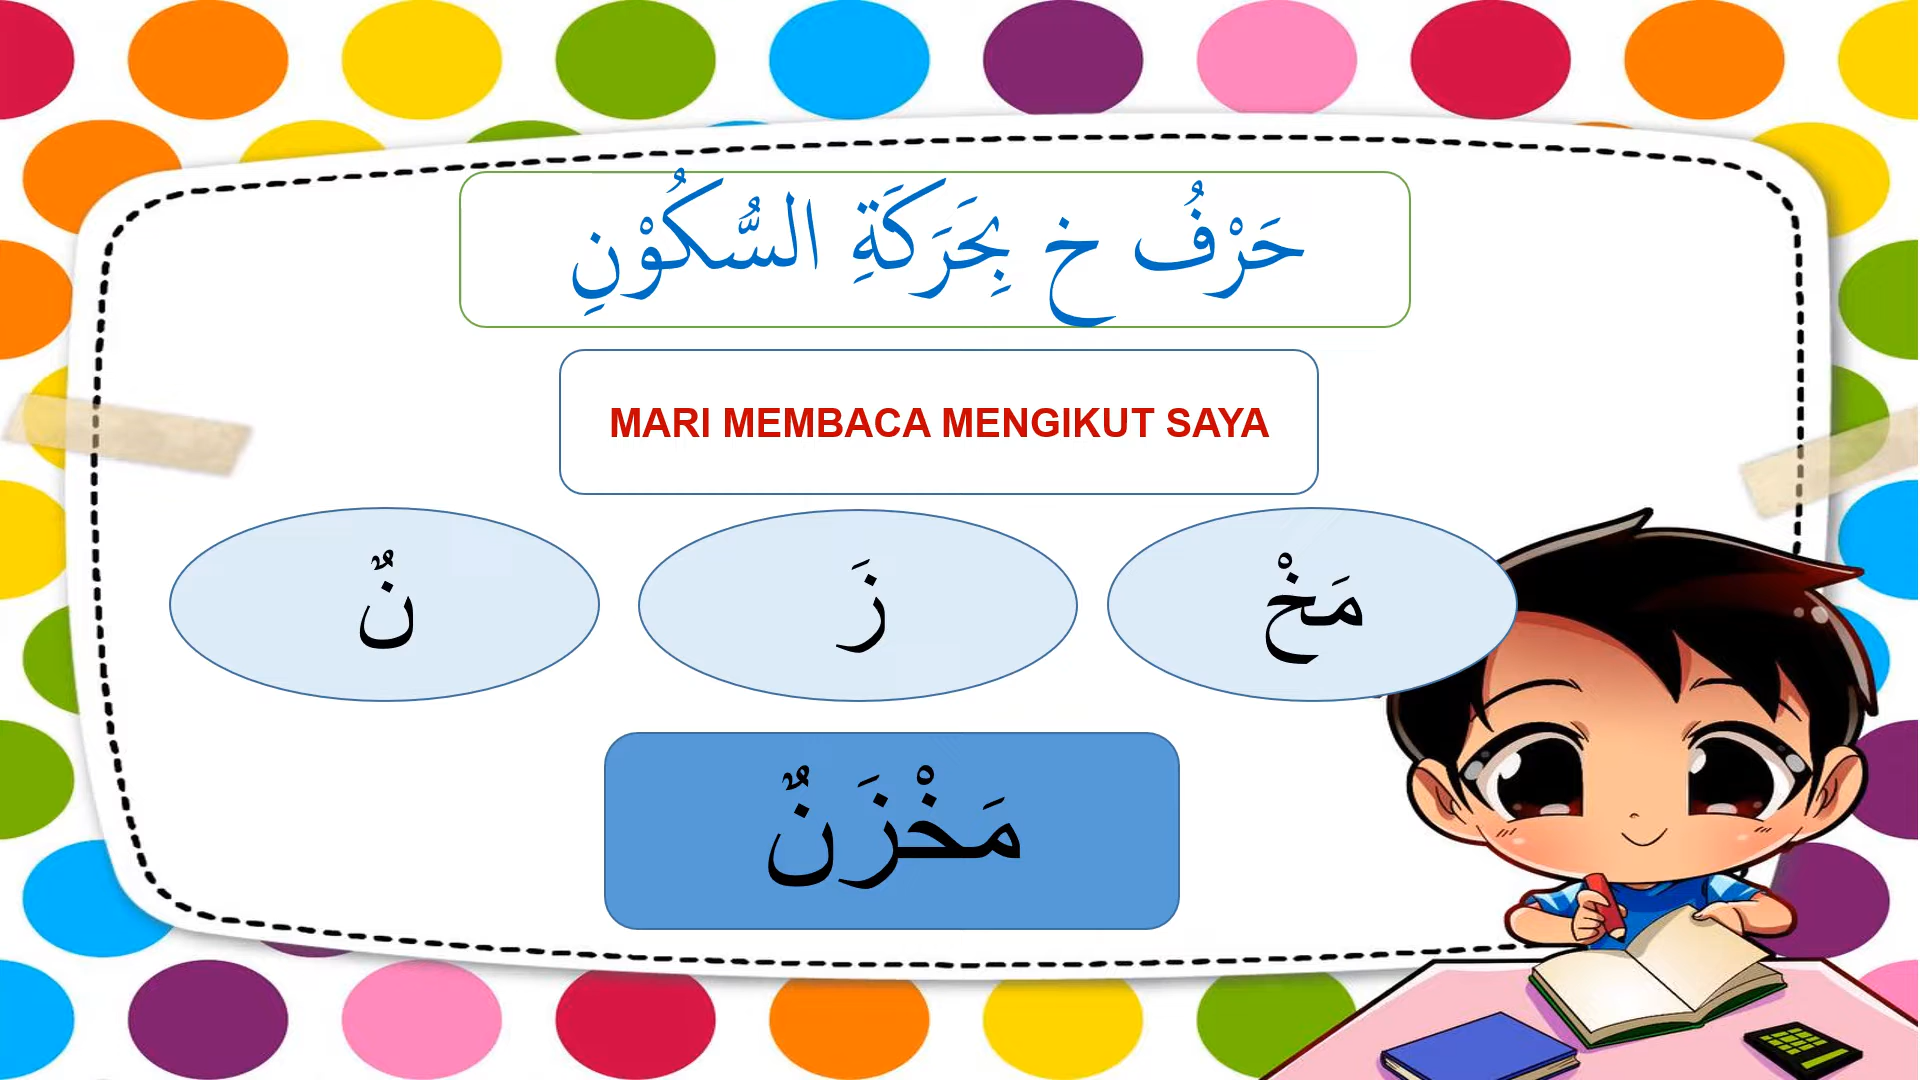 حَرْفُ خ بِحَرَكَةِ السُّكُوْنِ
MARI MEMBACA MENGIKUT SAYA
مَخْ زَ نٌ
مَخْزَنٌ